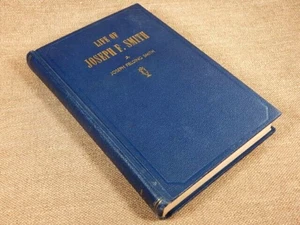 LIFE OF
JOSEPH F. SMITH
JOSEPH FIELDING SMITH